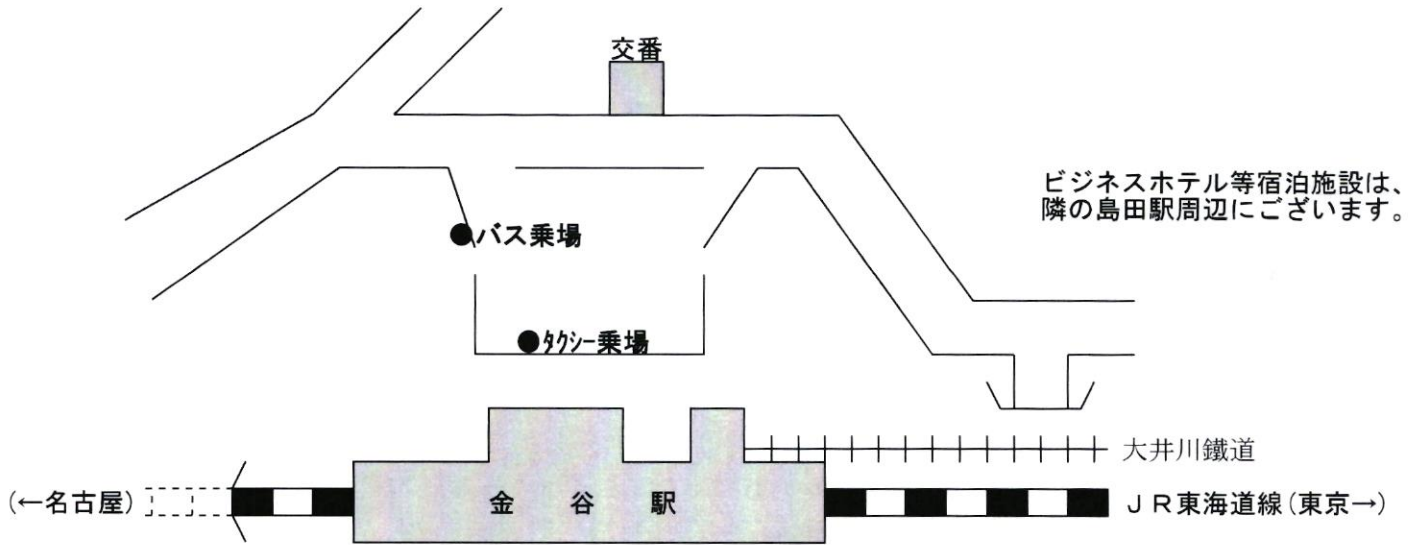 交番
ビジネスホテル等宿泊施設は、
隣の島田駅周辺にございます。
●バス乗場
●ﾀｸｼｰ乗場
大井川鐵道
(←名古屋)
金谷駅
ＪＲ東海道線(東京→)